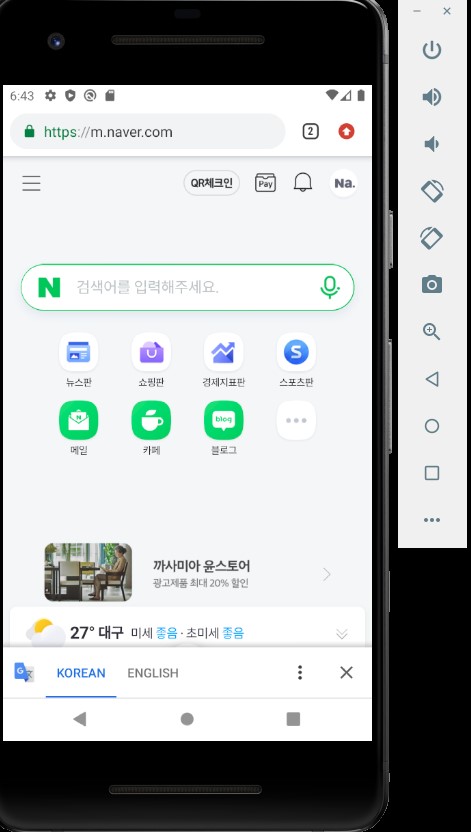 6:43
https://m.naver.com
2
QR체크인
Pay
Na.
N
검색어를 입력해주세요.
뉴스판
쇼핑판
경제지표판
S
스포츠판
N
blog
메일
카페
블로그
까사미아 윤스토어
광고제품 최대 20% 할인
27° 대구 미세 좋음 · 초미세 좋음
G
KOREAN
ENGLISH